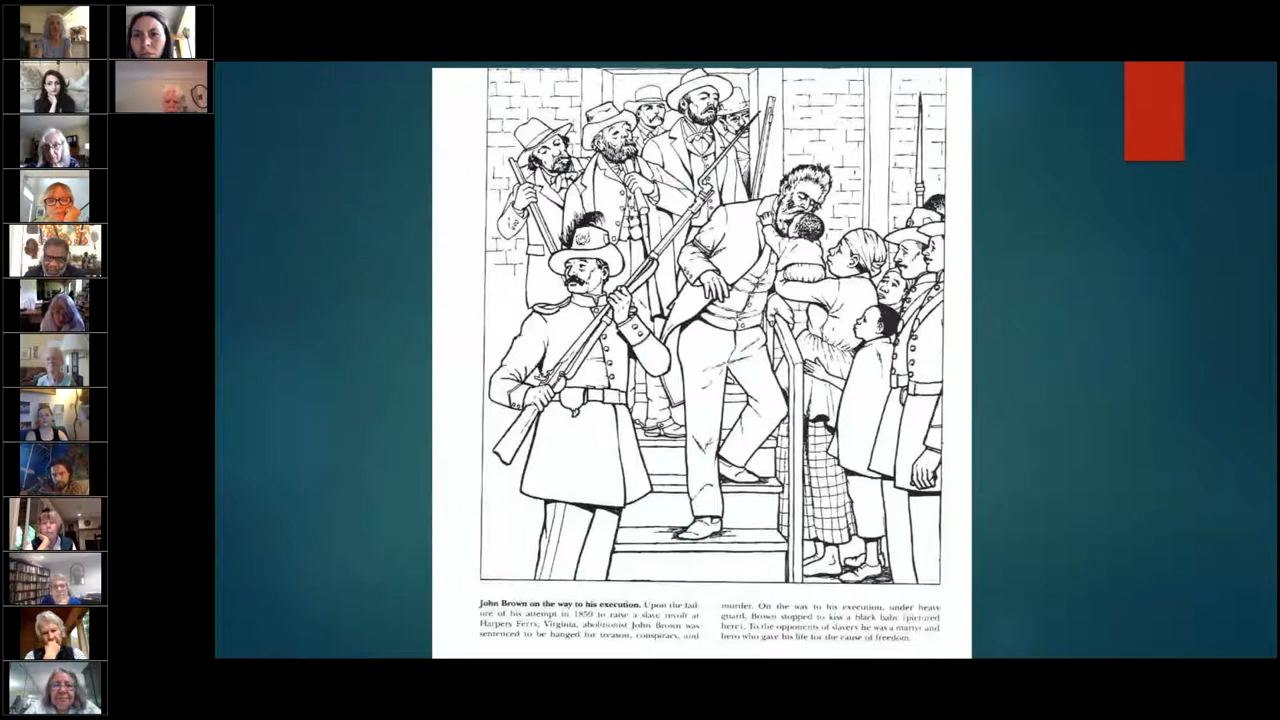 John Brown on the way to his execution. Upon the fail-
ure of his attempt in 1859 to raise a slave revolt at
Harpers Ferry, Virginia, abolitionist John Brown was
sentenced to be hanged for treason, conspiracy, and
murder. On the way to his execution, under heavy
guard, Brown stopped to kiss a black baby (pictured
here). To the opponents of slavery he was a martyr and
hero who gave his life for the cause of freedom.